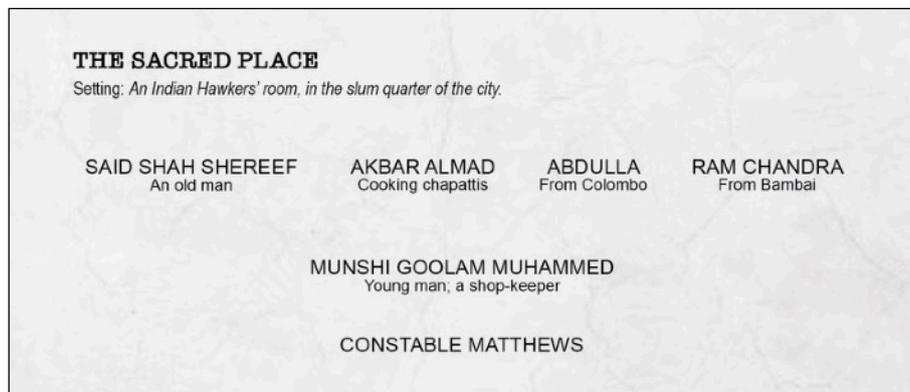 THE SACRED PLACE
Setting: An Indian Hawkers' room, in the slum quarter of the city.
SAID SHAH SHEREEF AKBAR ALMAD ABDULLA RAM CHANDRA
An old man Cooking chapattis From Colombo From Bambai
MUNSHI GOOLAM MUHAMMED
Young man; a shop-keeper
CONSTABLE MATTHEWS